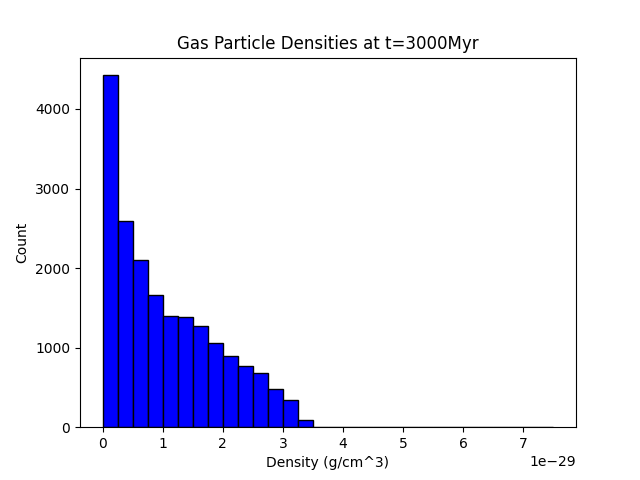 Gas Particle Densities at t=3000Myr
4000
3000
2000
1000
0
Count
0 1 2 3 4 5 6 7
1e−29
Density (g/cm^3)